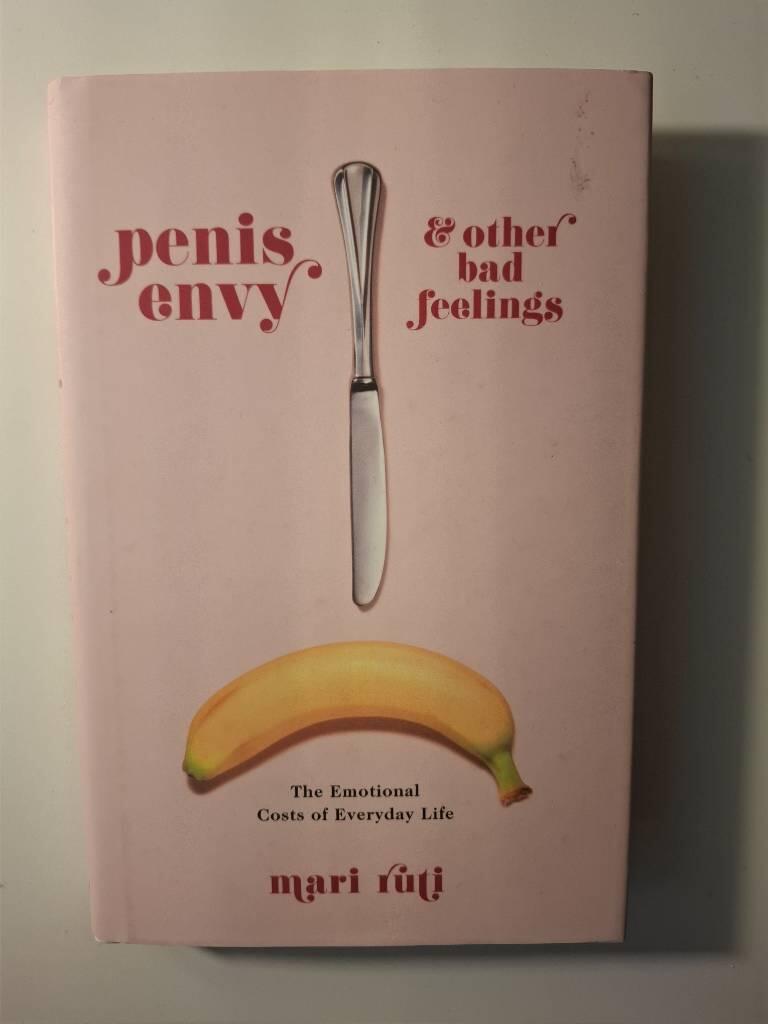 penis
envy
& other
bad
feelings
The Emotional
Costs of Everyday Life
mari ruti